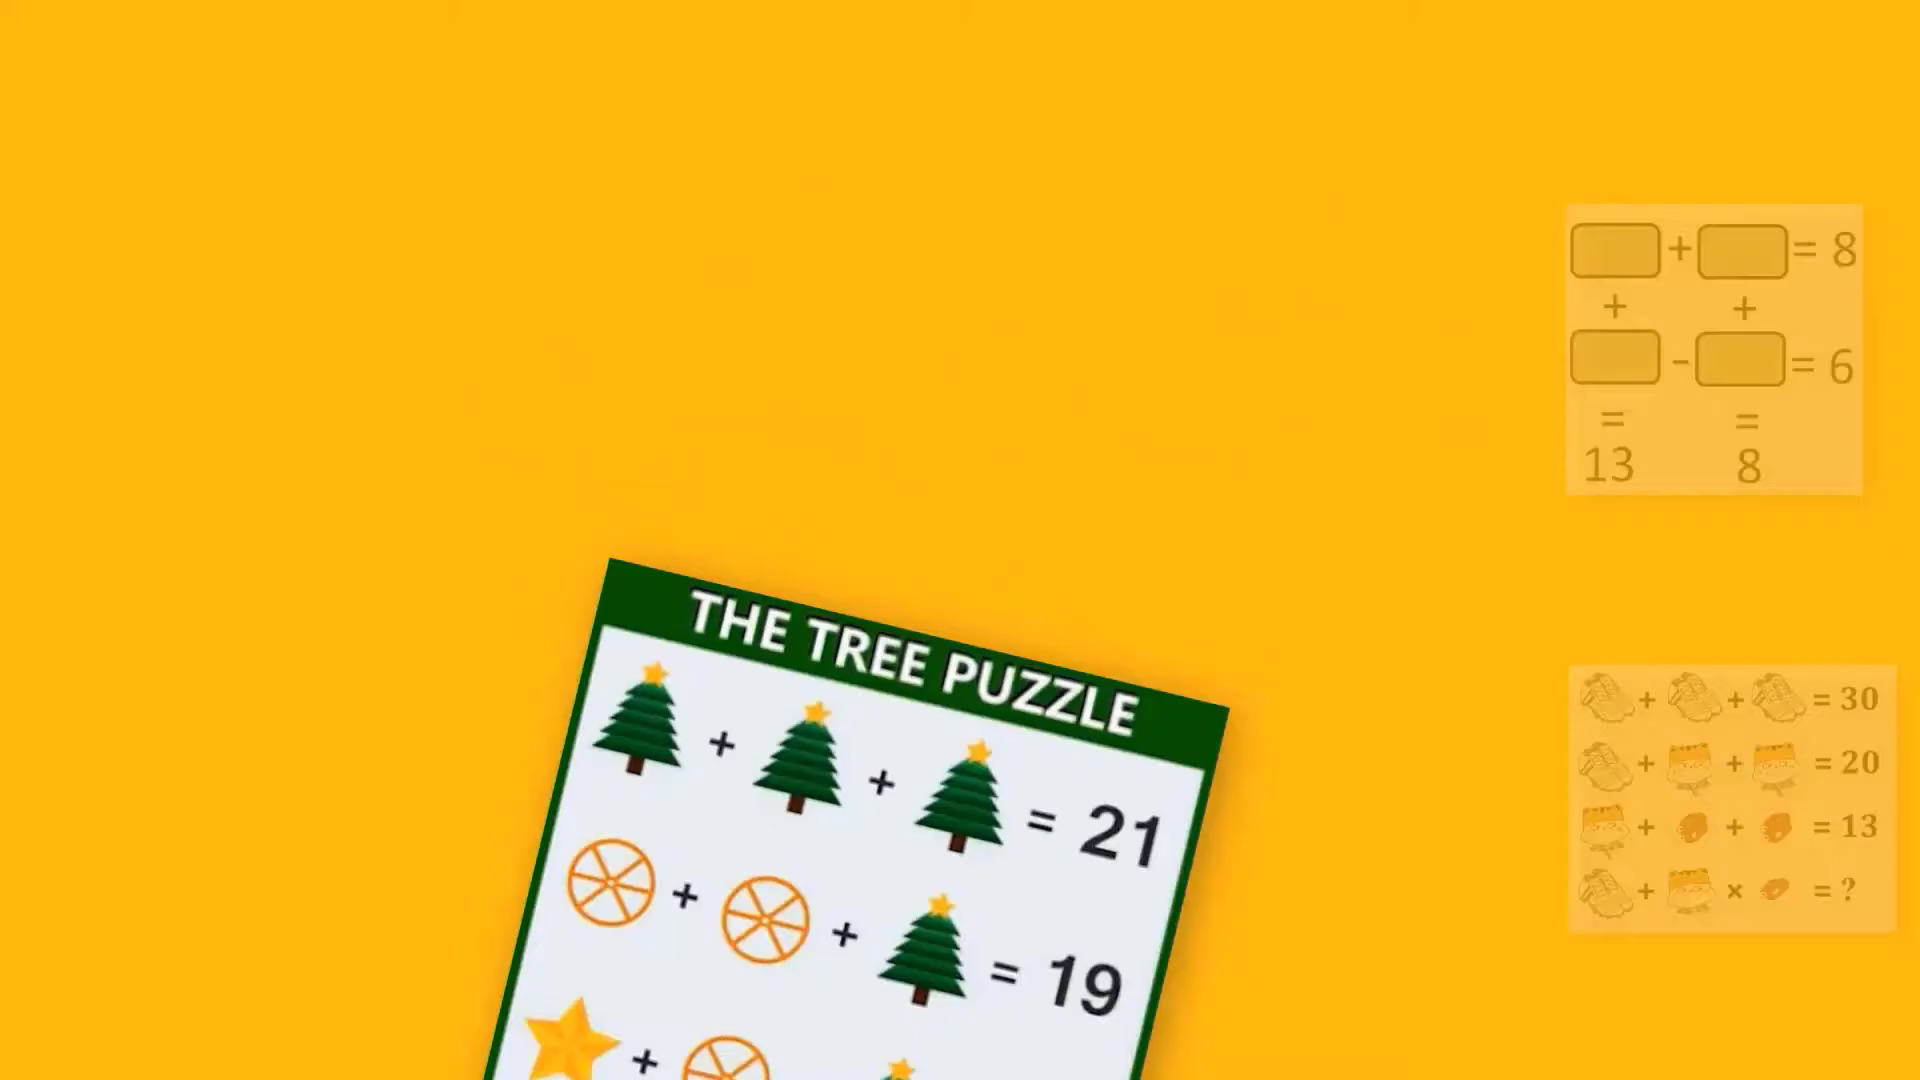 THE TREE PUZZLE
+ + = 21
+ + = 19
+
+ = 8
+ +
- = 6
= =
13 8
+ + = 30
+ + = 20
+ + = 13
+ × = ?